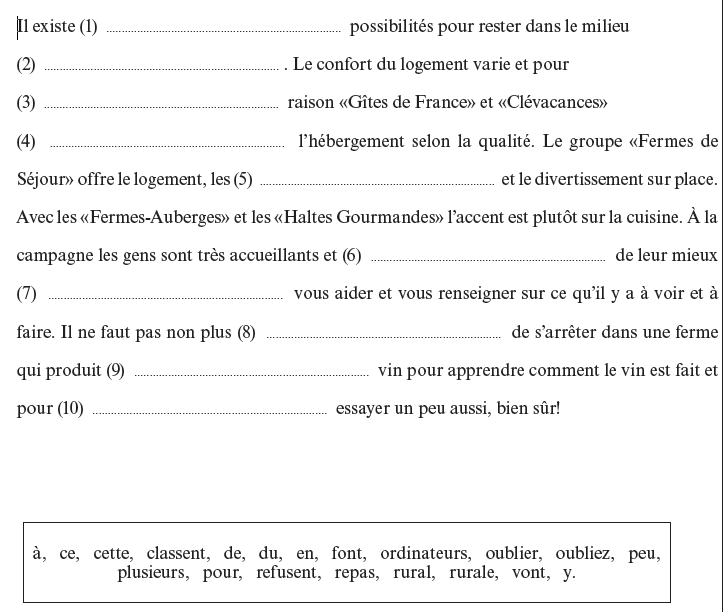 Il existe (1) ........................................ possibilités pour rester dans le milieu
(2) ........................................ . Le confort du logement varie et pour
(3) ........................................ raison «Gîtes de France» et «Clévacances»
(4) ........................................ l'hébergement selon la qualité. Le groupe «Fermes de
Séjour» offre le logement, les (5) ........................................ et le divertissement sur place.
Avec les «Fermes-Auberges» et les «Haltes Gourmandes» l'accent est plutôt sur la cuisine. À la
campagne les gens sont très accueillants et (6) ........................................ de leur mieux
(7) ........................................ vous aider et vous renseigner sur ce qu'il y a à voir et à
faire. Il ne faut pas non plus (8) ........................................ de s'arrêter dans une ferme
qui produit (9) ........................................ vin pour apprendre comment le vin est fait et
pour (10) ........................................ essayer un peu aussi, bien sûr!
à, ce, cette, classent, de, du, en, font, ordinateurs, oublier, oubliez, peu,
plusieurs, pour, refusent, repas, rural, rurale, vont, y.